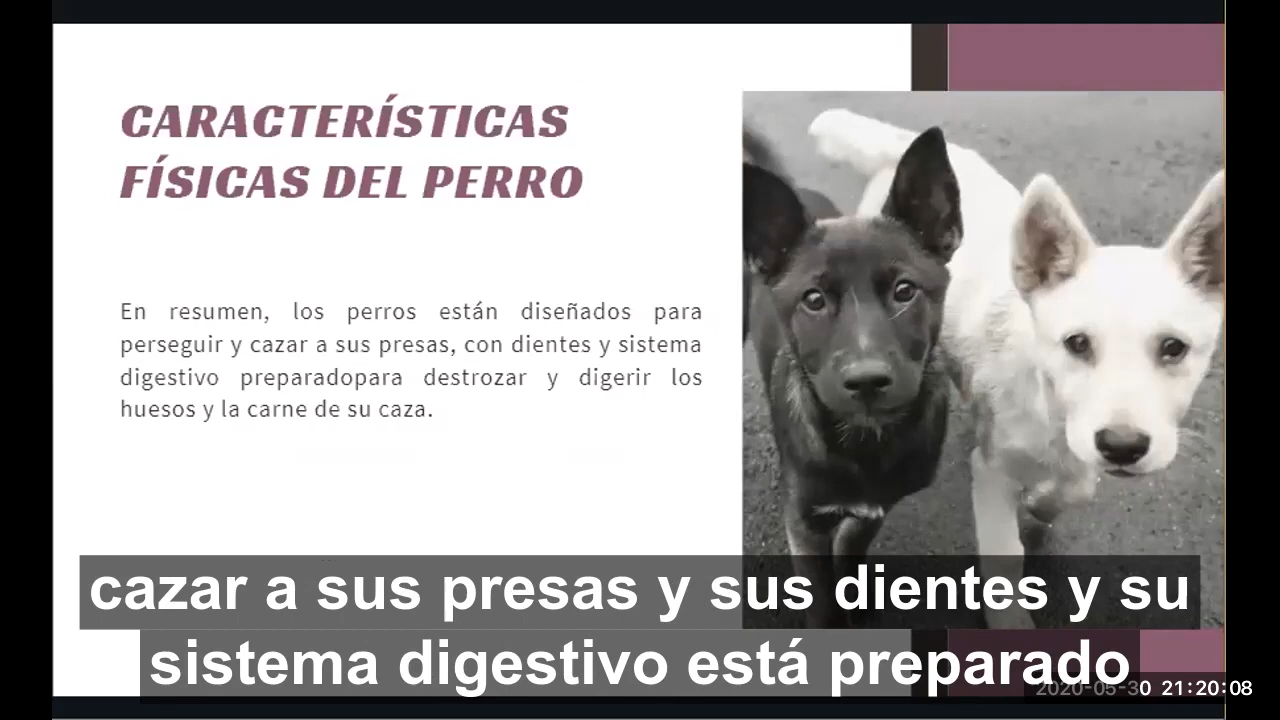 CARACTERÍSTICAS
FÍSICAS DEL PERRO
En resumen, los perros están diseñados para
perseguir y cazar a sus presas, con dientes y sistema
digestivo preparadopara destrozar y digerir los
huesos y la carne de su caza.
cazar a sus presas y sus dientes y su
sistema digestivo está preparado
2020-05-30 21:20:08